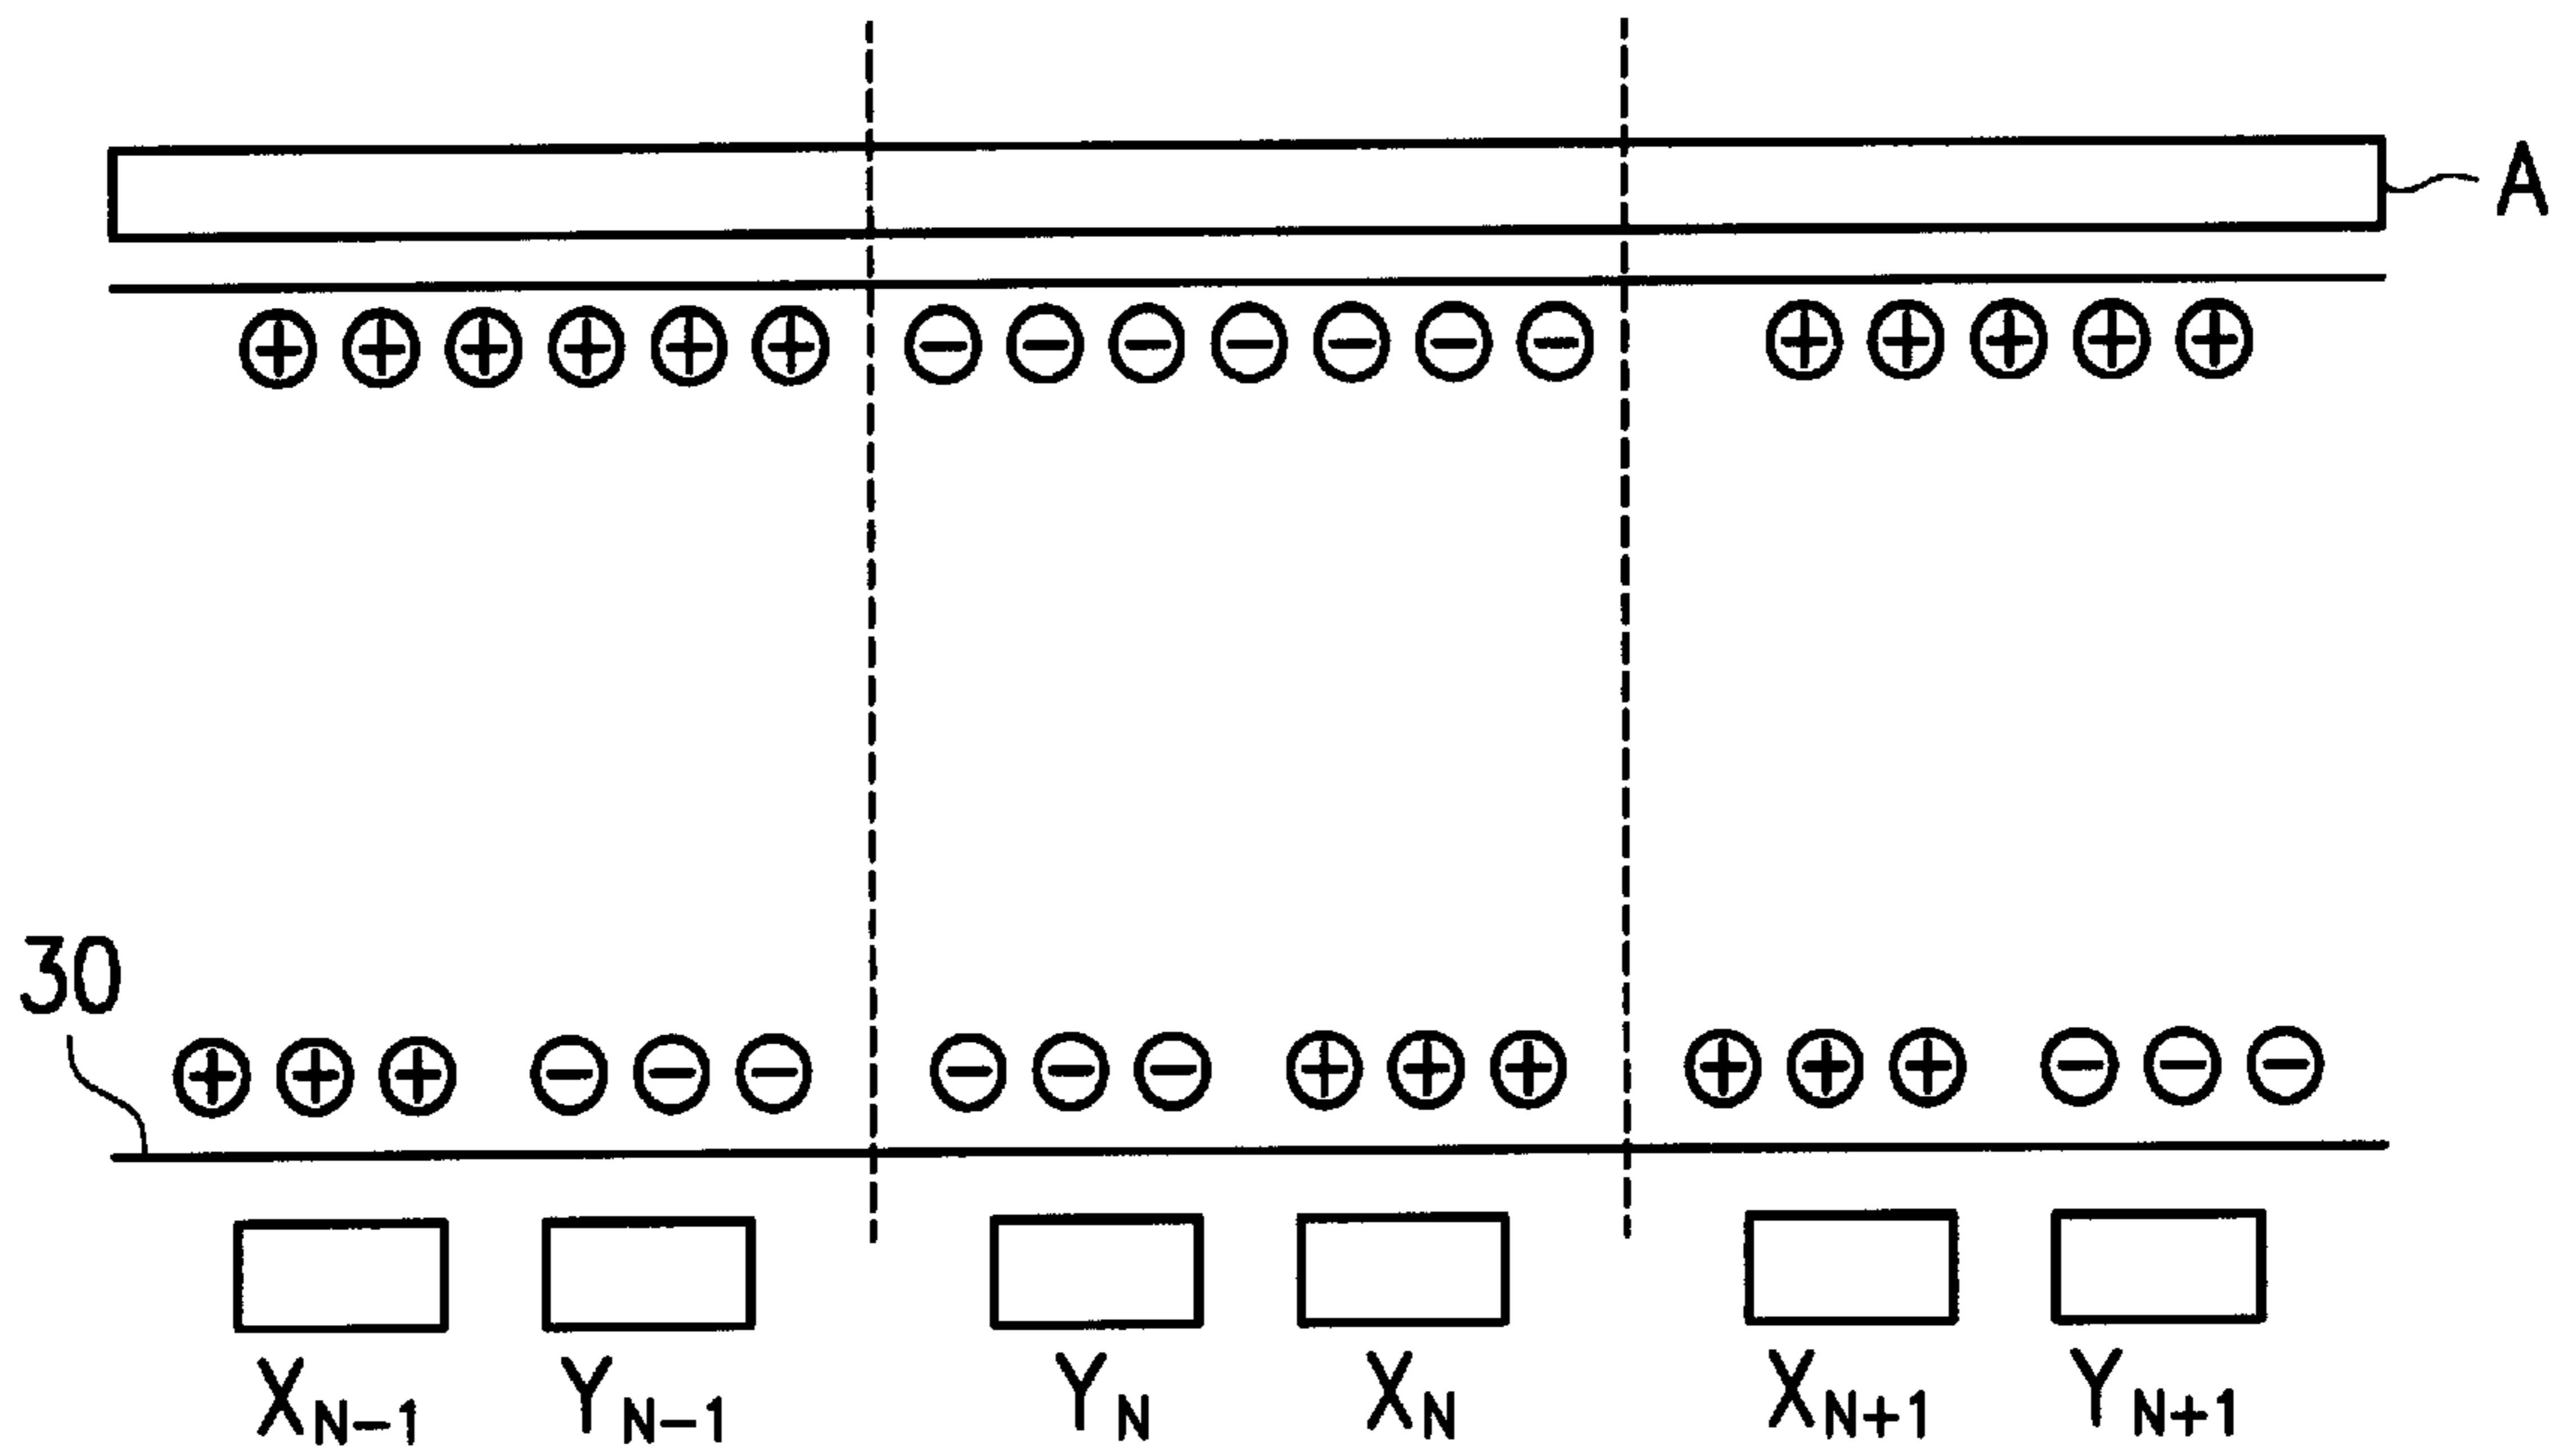 A
⊕ ⊕ ⊕ ⊕ ⊕ ⊕ ⊖ ⊖ ⊖ ⊖ ⊖ ⊖ ⊖ ⊕ ⊕ ⊕ ⊕ ⊕
30
⊕ ⊕ ⊕ ⊖ ⊖ ⊖ ⊖ ⊖ ⊖ ⊕ ⊕ ⊕ ⊕ ⊕ ⊕ ⊖ ⊖ ⊖
X_{N-1} Y_{N-1} Y_N X_N X_{N+1} Y_{N+1}